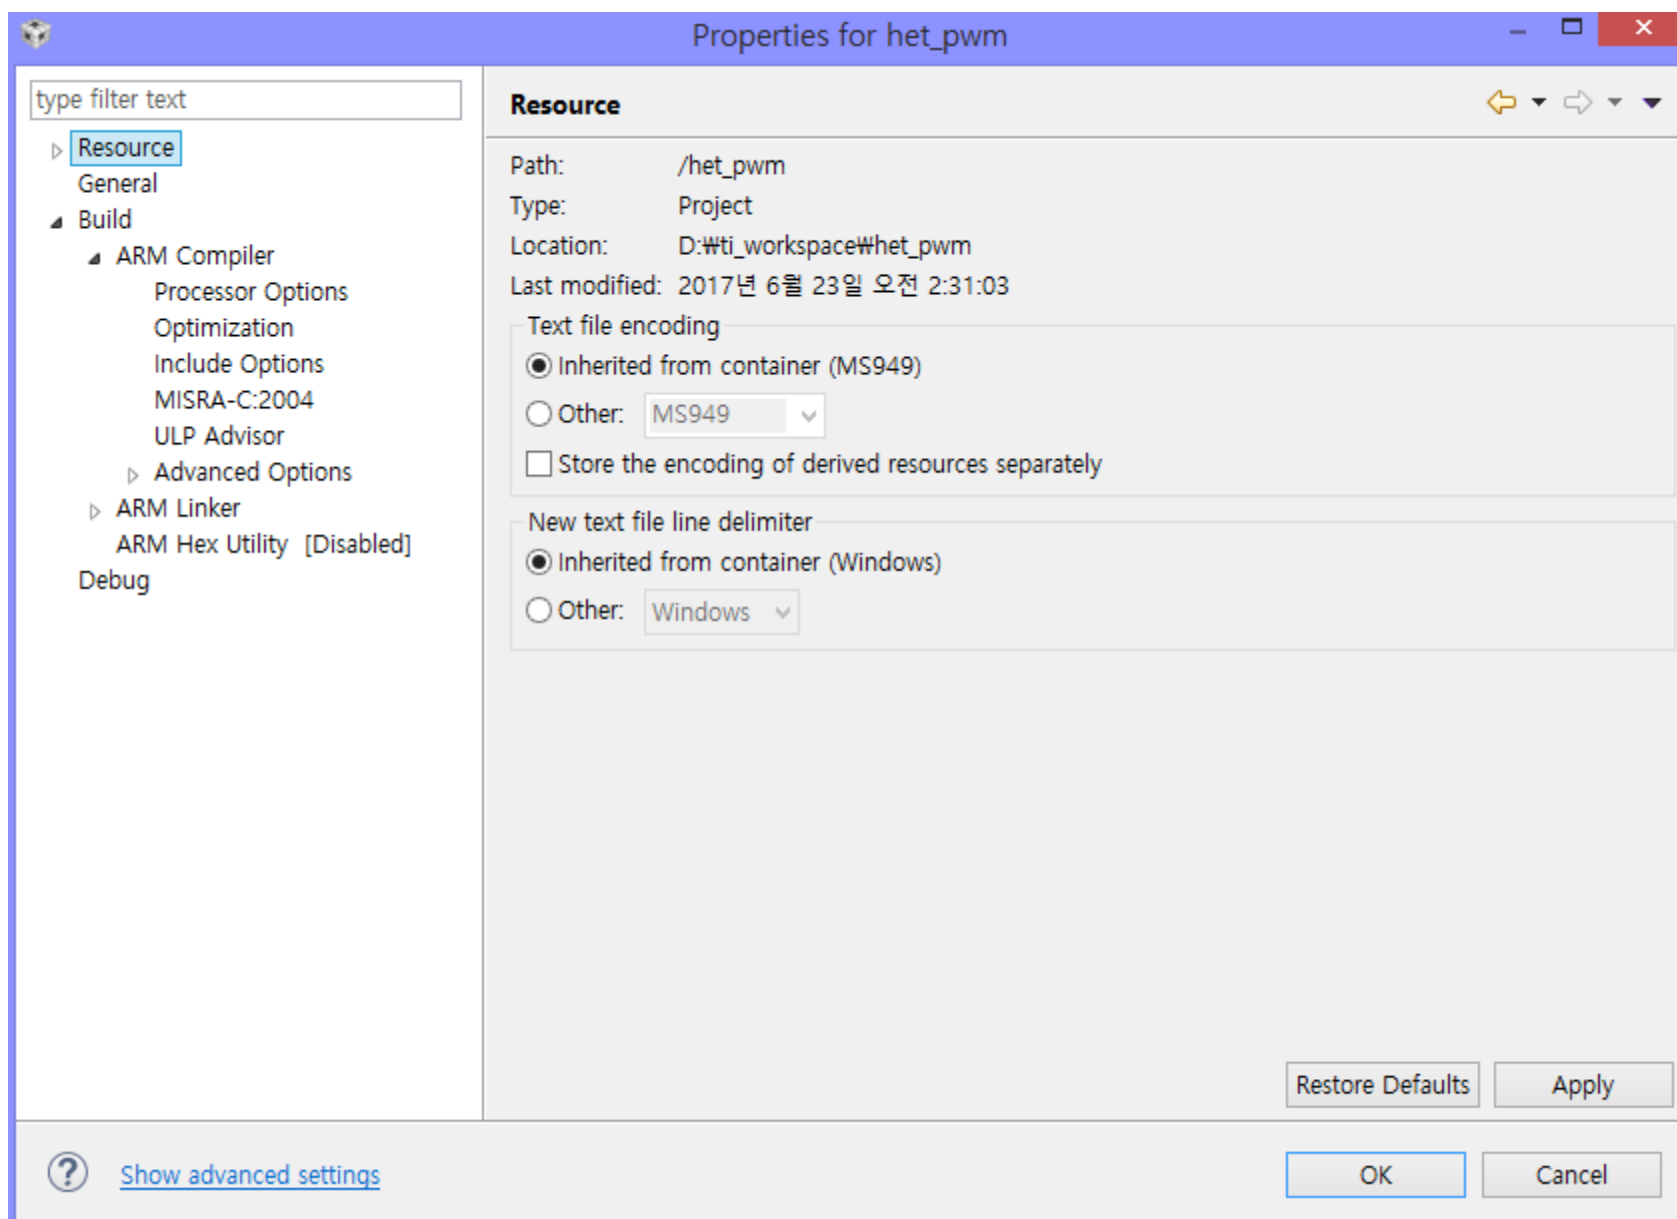 Properties for het_pwm
type filter text
Resource
General
Build
ARM Compiler
Processor Options
Optimization
Include Options
MISRA-C:2004
ULP Advisor
Advanced Options
ARM Linker
ARM Hex Utility [Disabled]
Debug
Resource
Path: /het_pwm
Type: Project
Location: D:₩ti_workspace₩het_pwm
Last modified: 2017년 6월 23일 오전 2:31:03
Text file encoding
Inherited from container (MS949)
Other: MS949
Store the encoding of derived resources separately
New text file line delimiter
Inherited from container (Windows)
Other: Windows
Restore Defaults Apply
Show advanced settings
OK Cancel